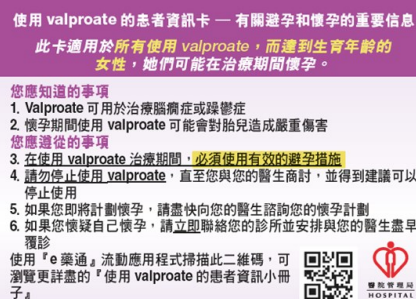 使用 valproate 的患者資訊卡 — 有關避孕和懷孕的重要信息
此卡適用於所有使用 valproate，而達到生育年齡的
女性，她們可能在治療期間懷孕。
您應知道的事項
1. Valproate 可用於治療腦癇症或躁鬱症
2. 懷孕期間使用 valproate 可能會對胎兒造成嚴重傷害
您應遵從的事項
3. 在使用 valproate 治療期間，必須使用有效的避孕措施
4. 請勿停止使用 valproate，直至您與您的醫生商討，並得到建議可以
停止使用
5. 如果您即將計劃懷孕，請盡快向您的醫生諮詢您的懷孕計劃
6. 如果您懷疑自己懷孕，請立即聯絡您的診所並安排與您的醫生盡早
覆診
使用『e 藥通』流動應用程式掃描此二維碼，可
瀏覽更詳盡的『使用 valproate 的患者資訊小冊
子』
醫院管理局
HOSPITAL